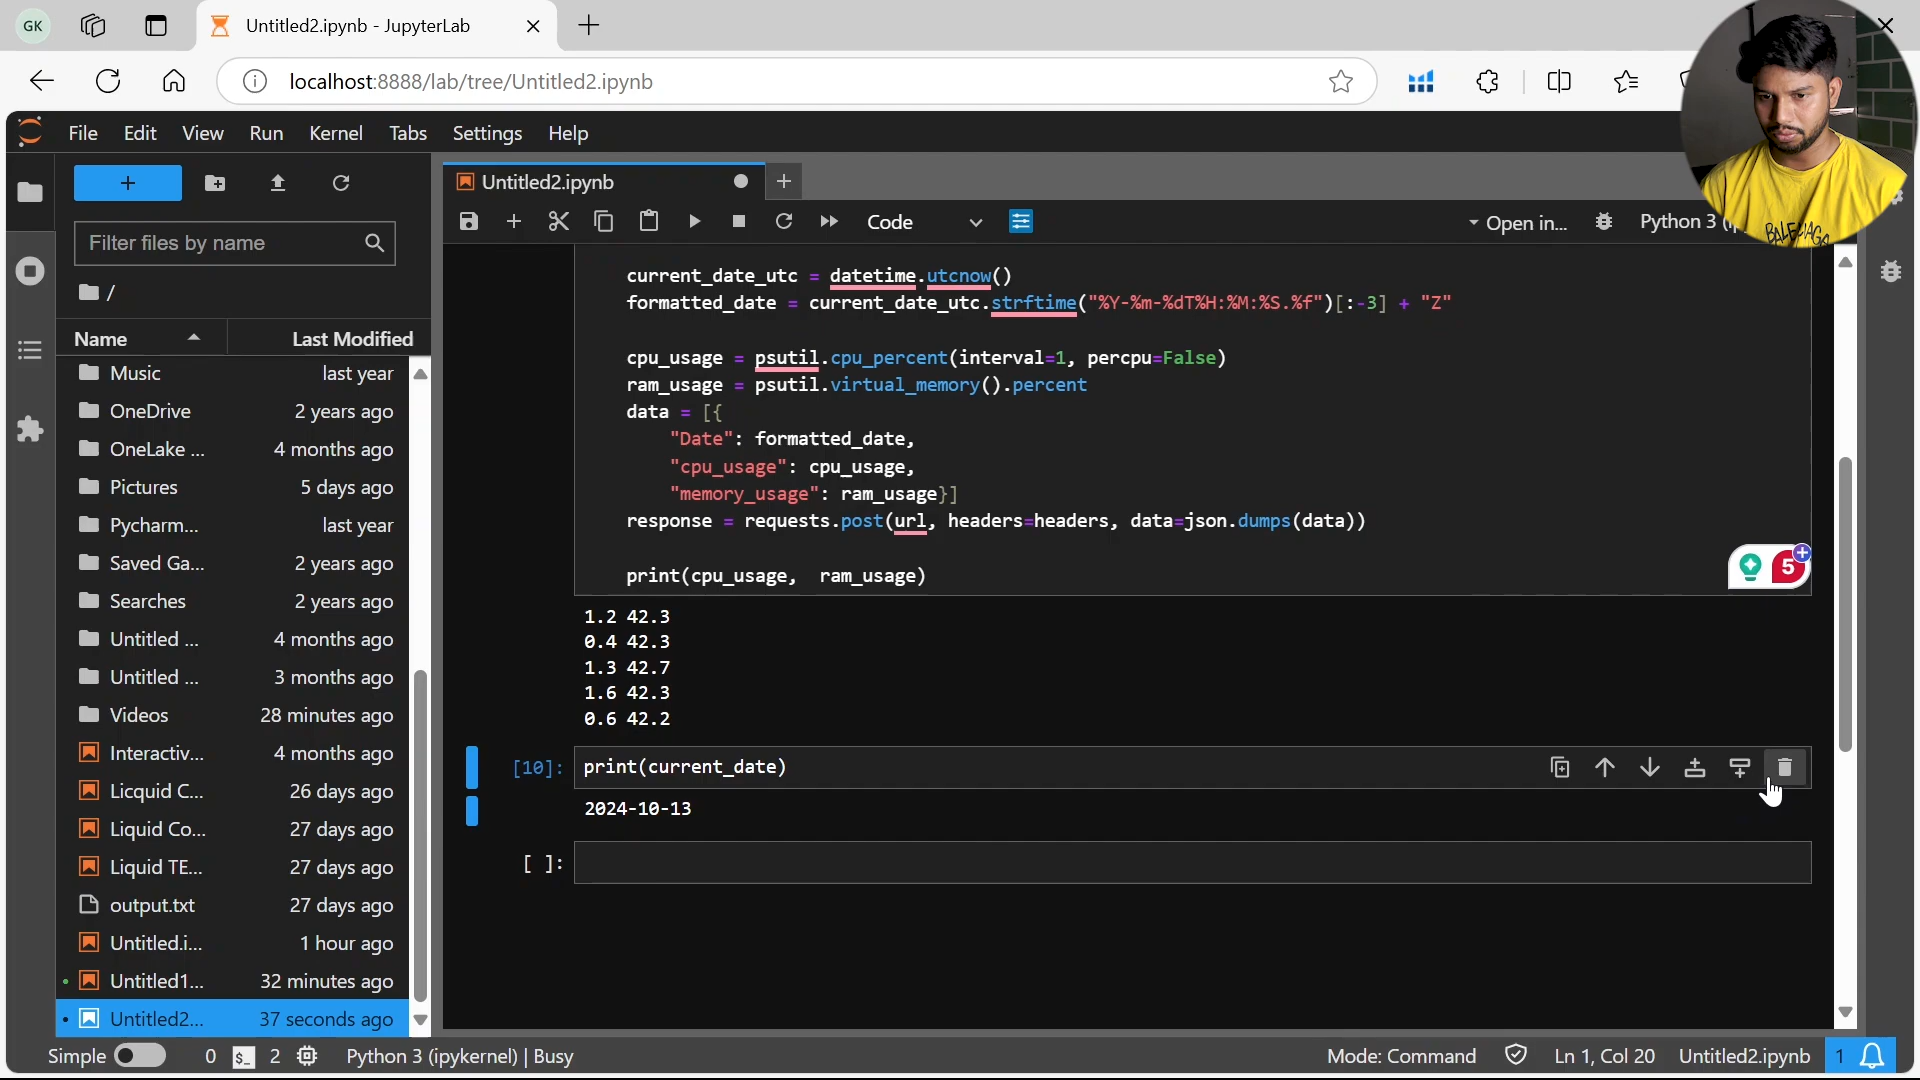 GK
Untitled2.ipynb - JupyterLab
localhost:8888/lab/tree/Untitled2.ipynb
File Edit View Run Kernel Tabs Settings Help
Untitled2.ipynb
Code
Open in...
Python 3 (i
Filter files by name
/
Name Last Modified
Music last year
OneDrive 2 years ago
OneLake ... 4 months ago
Pictures 5 days ago
Pycharm... last year
Saved Ga... 2 years ago
Searches 2 years ago
Untitled ... 4 months ago
Untitled ... 3 months ago
Videos 28 minutes ago
Interactiv... 4 months ago
Licquid C... 26 days ago
Liquid Co... 27 days ago
Liquid TE... 27 days ago
output.txt 27 days ago
Untitled.i... 1 hour ago
Untitled1... 32 minutes ago
Untitled2... 37 seconds ago
current_date_utc = datetime.utcnow()
formatted_date = current_date_utc.strftime("%Y-%m-%dT%H:%M:%S.%f")[:-3] + "Z"
cpu_usage = psutil.cpu_percent(interval=1, percpu=False)
ram_usage = psutil.virtual_memory().percent
data = [{
"Date": formatted_date,
"cpu_usage": cpu_usage,
"memory_usage": ram_usage}]
response = requests.post(url, headers=headers, data=json.dumps(data))
print(cpu_usage,  ram_usage)
5
1.2 42.3
0.4 42.3
1.3 42.7
1.6 42.3
0.6 42.2
[10]: print(current_date)
2024-10-13
[ ]:
Simple 0 2 Python 3 (ipykernel) | Busy
Mode: Command Ln 1, Col 20 Untitled2.ipynb 1